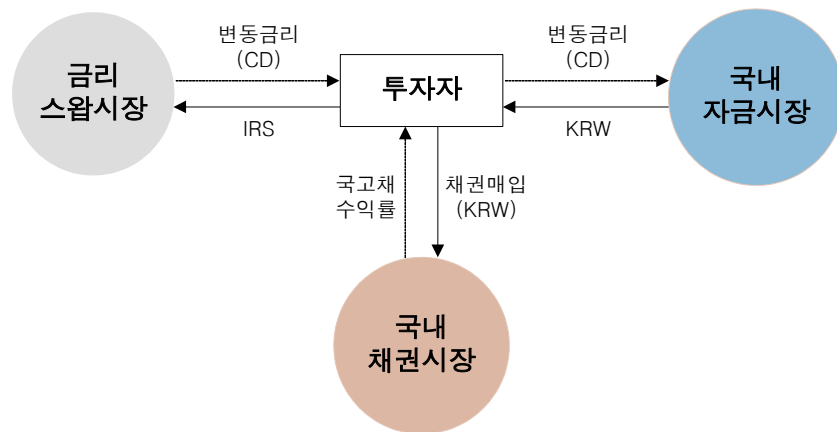 금리
스왑시장
변동금리
(CD)
IRS
투자자
변동금리
(CD)
KRW
국내
자금시장
국고채
수익률
채권매입
(KRW)
국내
채권시장